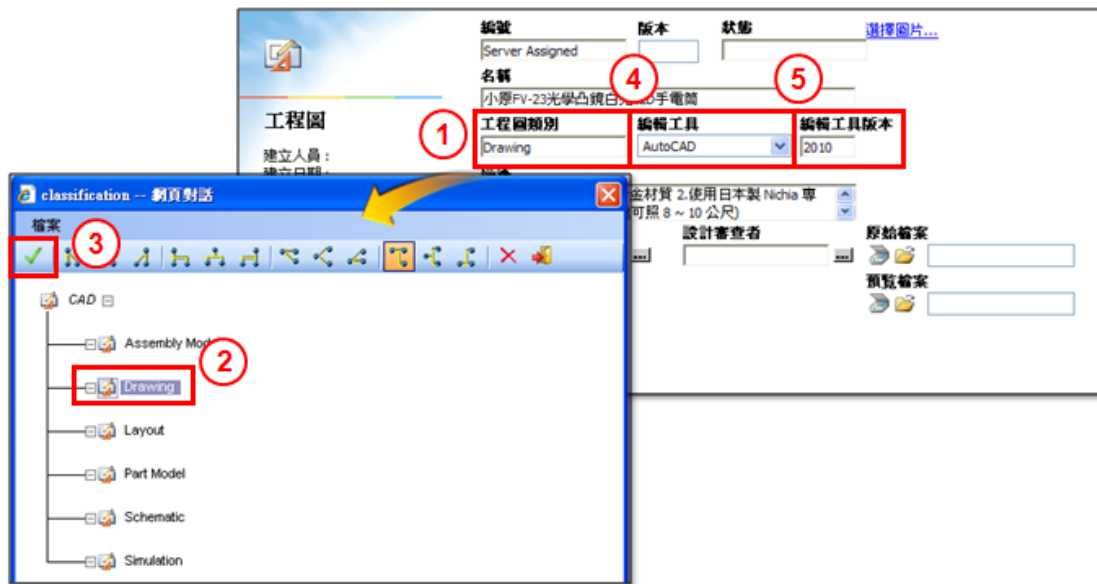 編號 版本 狀態 選擇圖片...
Server Assigned
名稱
小原FV-23光學凸鏡白 手電筒
4 5
工程圖
1 工程圖類別 編輯工具 編輯工具版本
Drawing AutoCAD 2010
建立人員 :
建立日期 :
金材質 2.使用日本製 Nichia 專
可照 8 ~ 10 公尺)
設計審查者 原始檔案
預覽檔案
classification -- 網頁對話
檔案
3
CAD
Assembly Mod
2
Drawing
Layout
Part Model
Schematic
Simulation